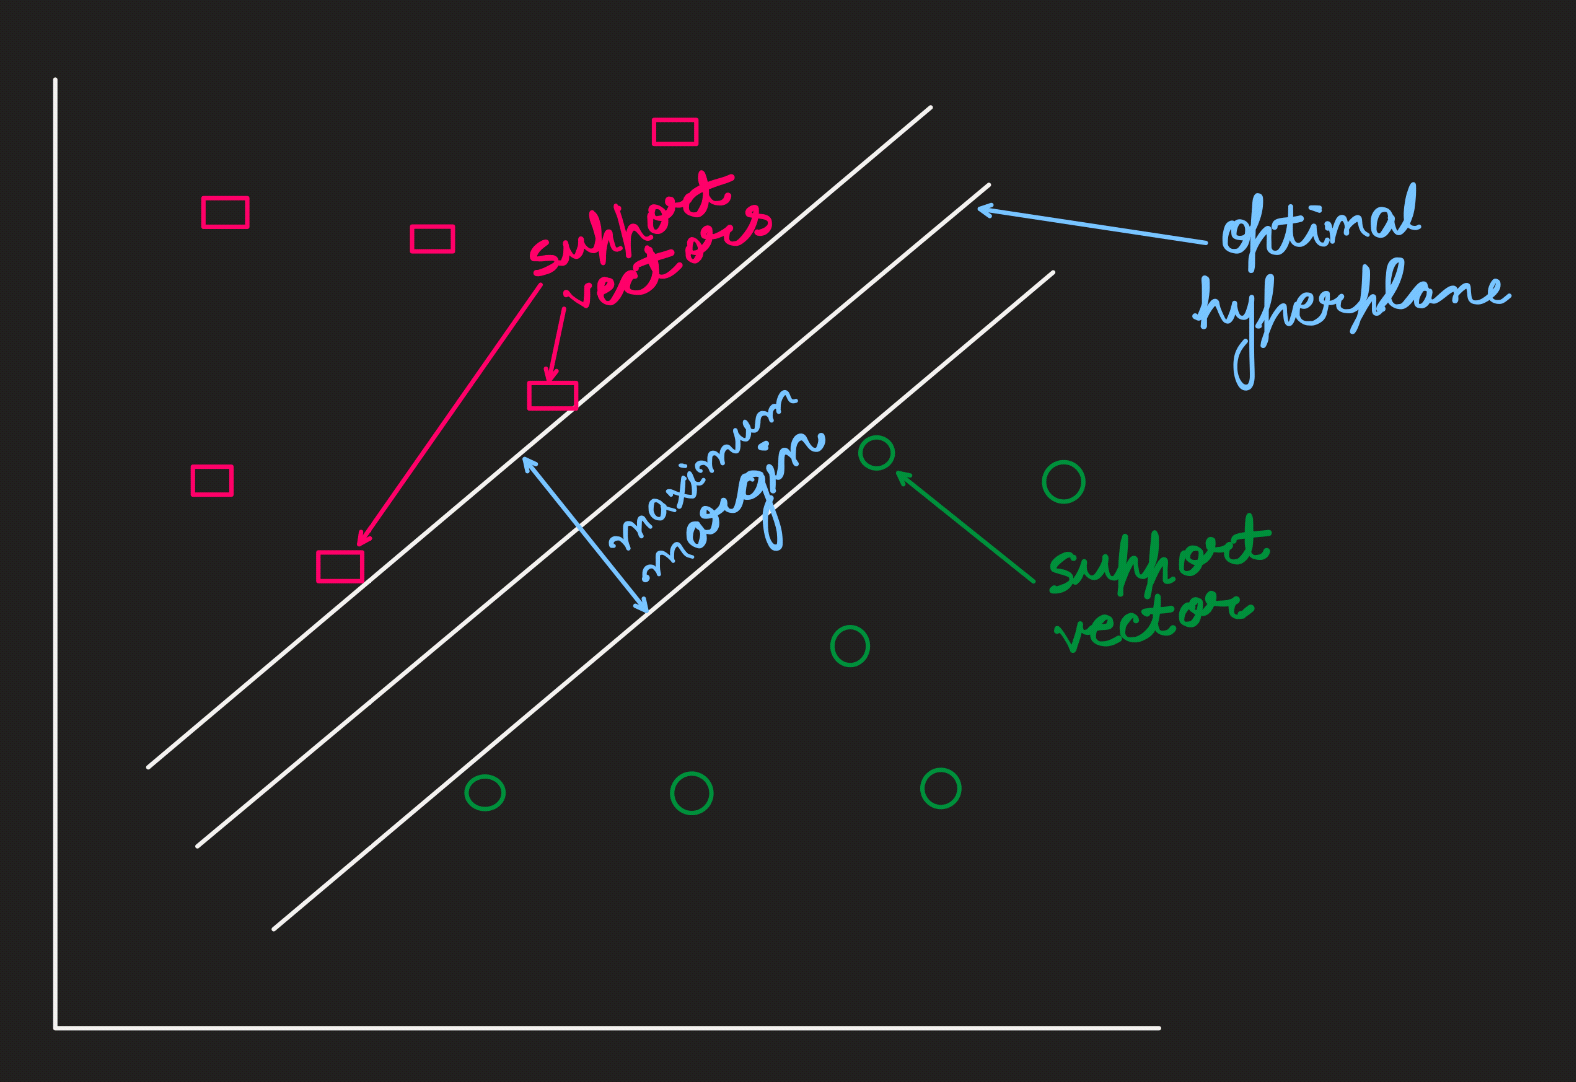 support
vectors
optimal
hyperplane
maximum
margin
support
vector